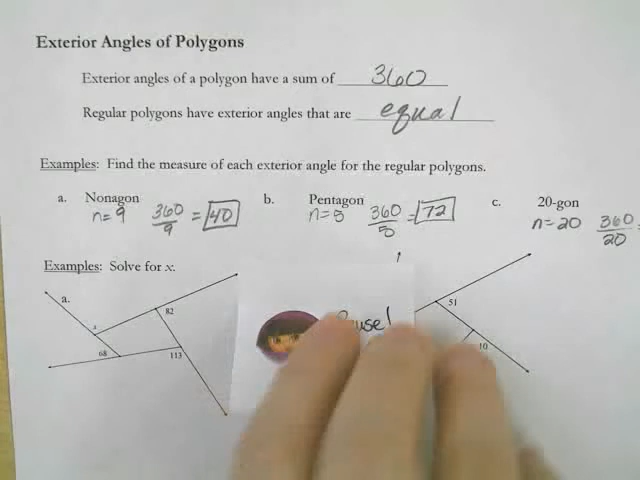 Exterior Angles of Polygons
Exterior angles of a polygon have a sum of 360
Regular polygons have exterior angles that are equal
Examples: Find the measure of each exterior angle for the regular polygons.
a. Nonagon b. Pentagon c. 20-gon
n=9 360/9 = 40 n=5 360/5 = 72 n=20 360/20 =
Examples: Solve for x.
a.
82
51
68
113
10